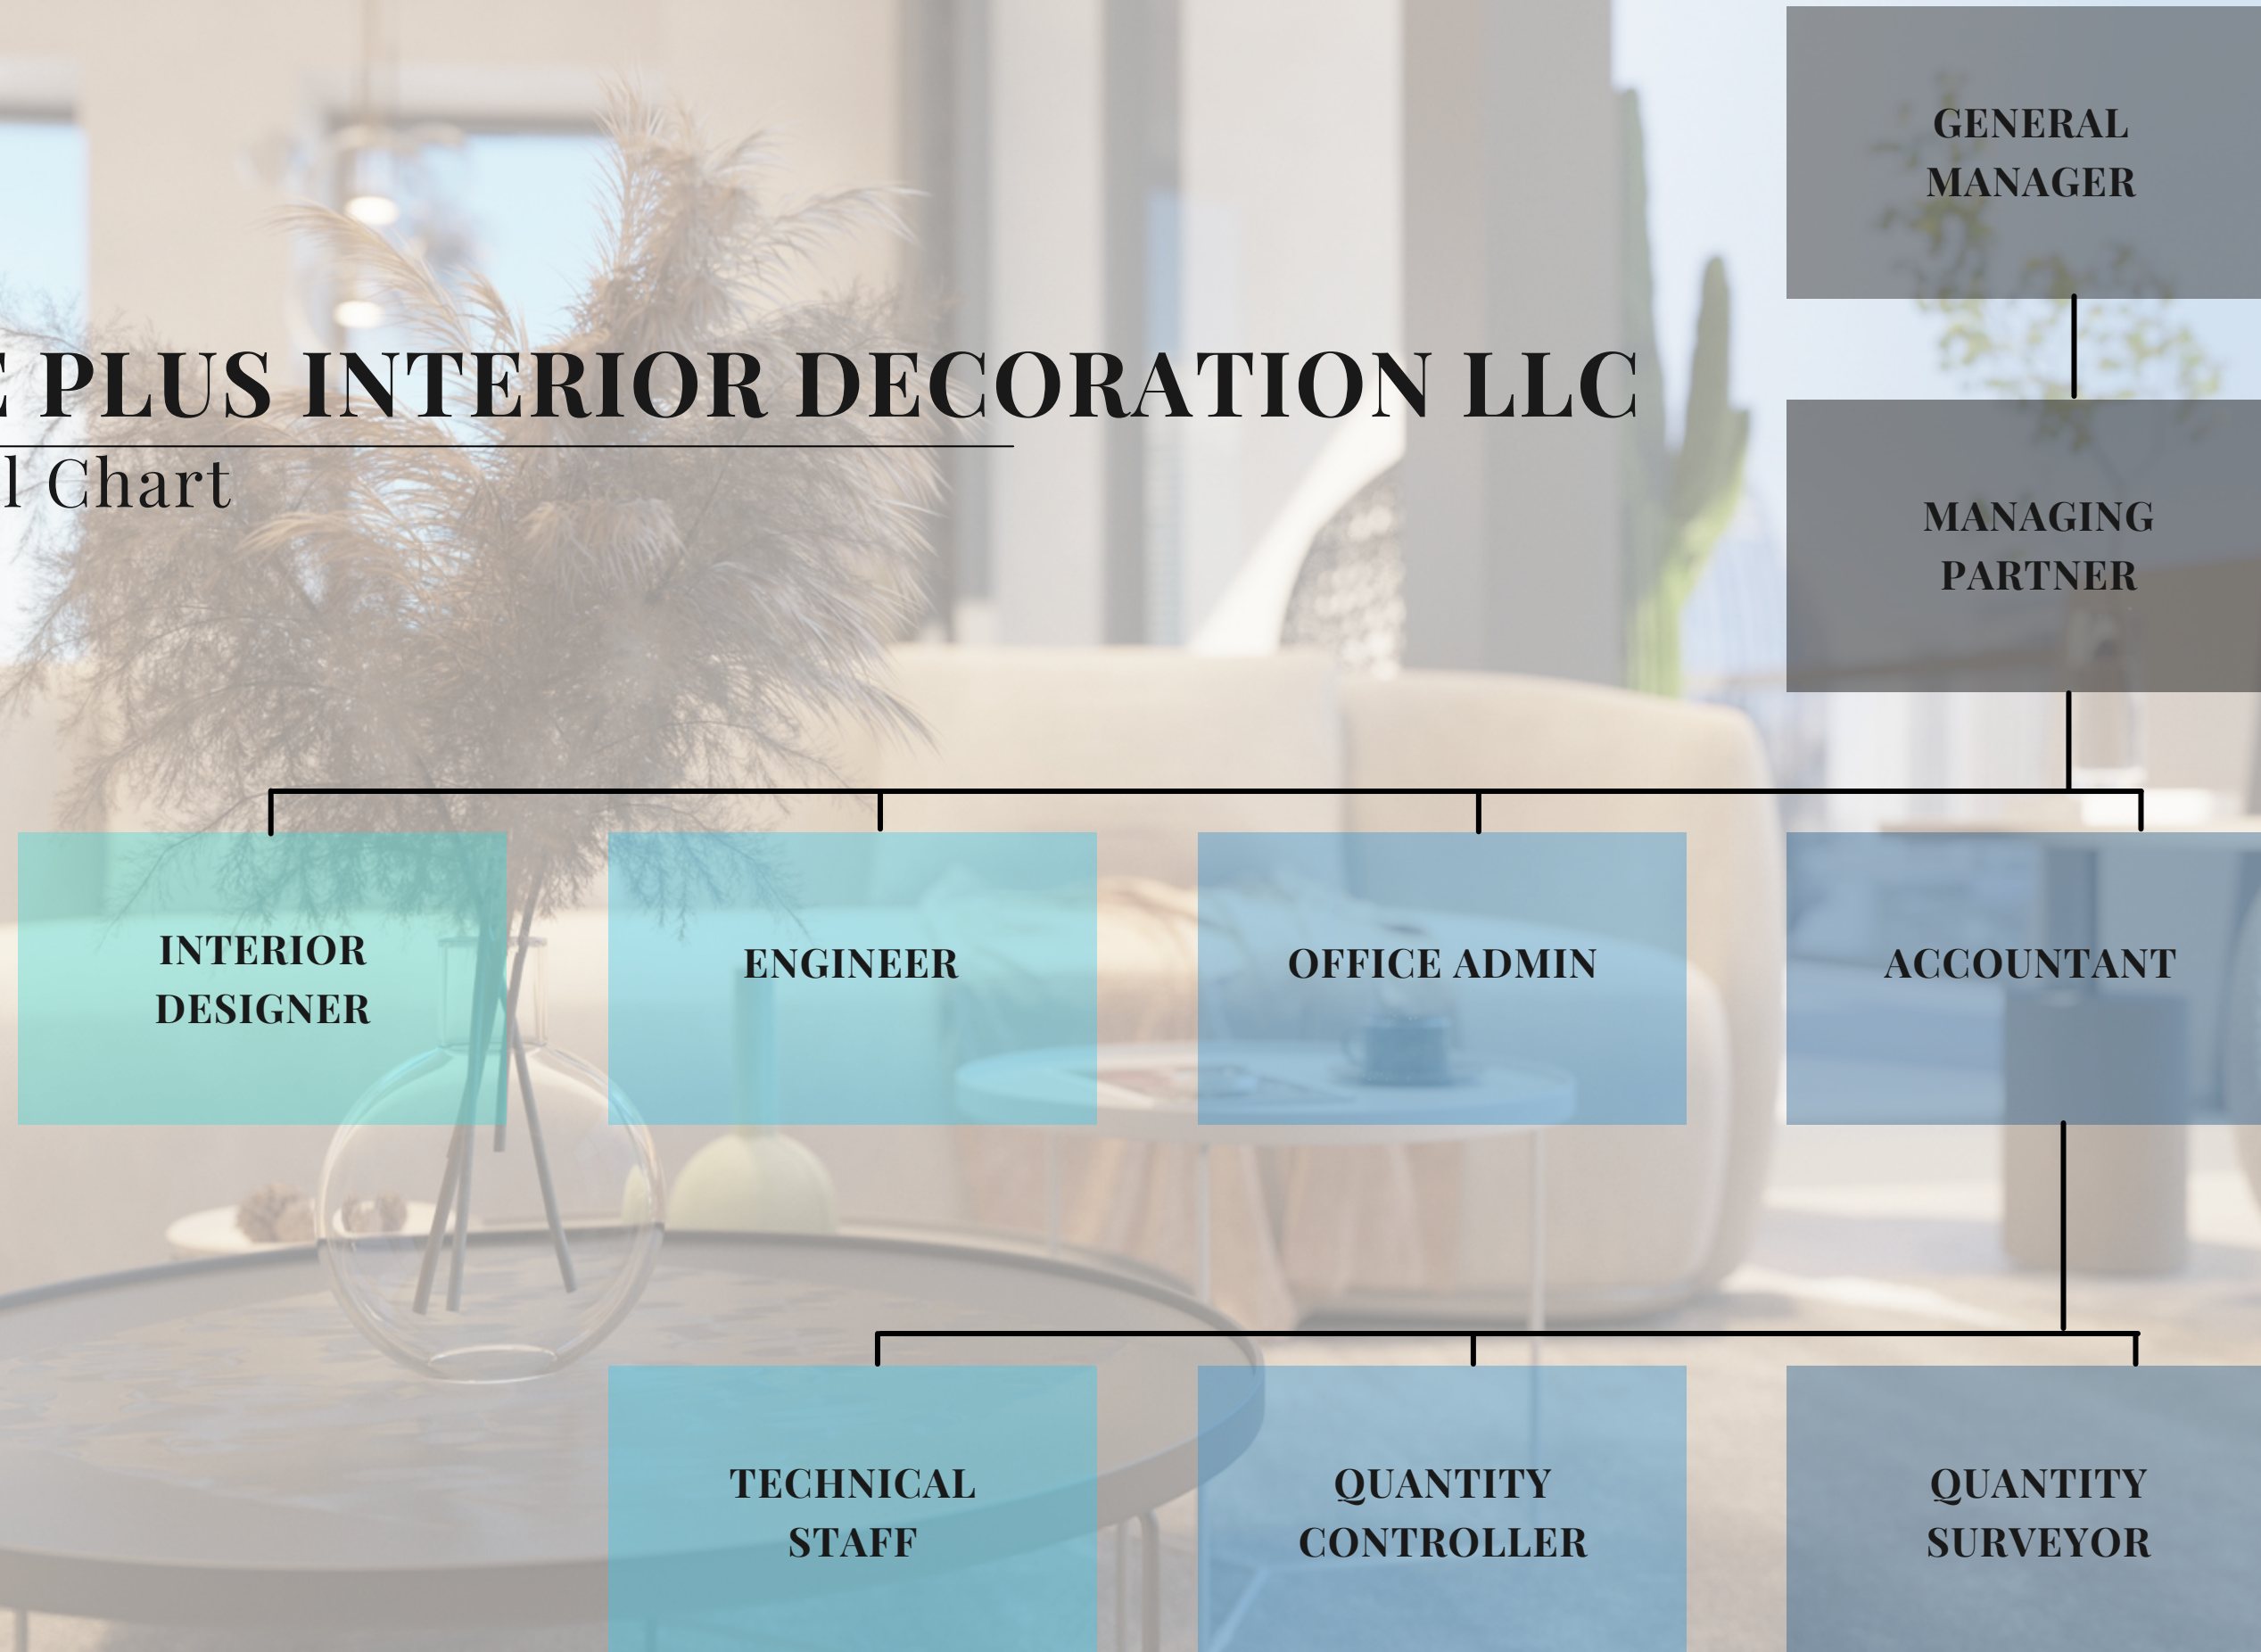 GENERAL
MANAGER
PLUS INTERIOR DECORATION LLC
Chart
MANAGING
PARTNER
INTERIOR
DESIGNER
ENGINEER
OFFICE ADMIN
ACCOUNTANT
TECHNICAL
STAFF
QUANTITY
CONTROLLER
QUANTITY
SURVEYOR